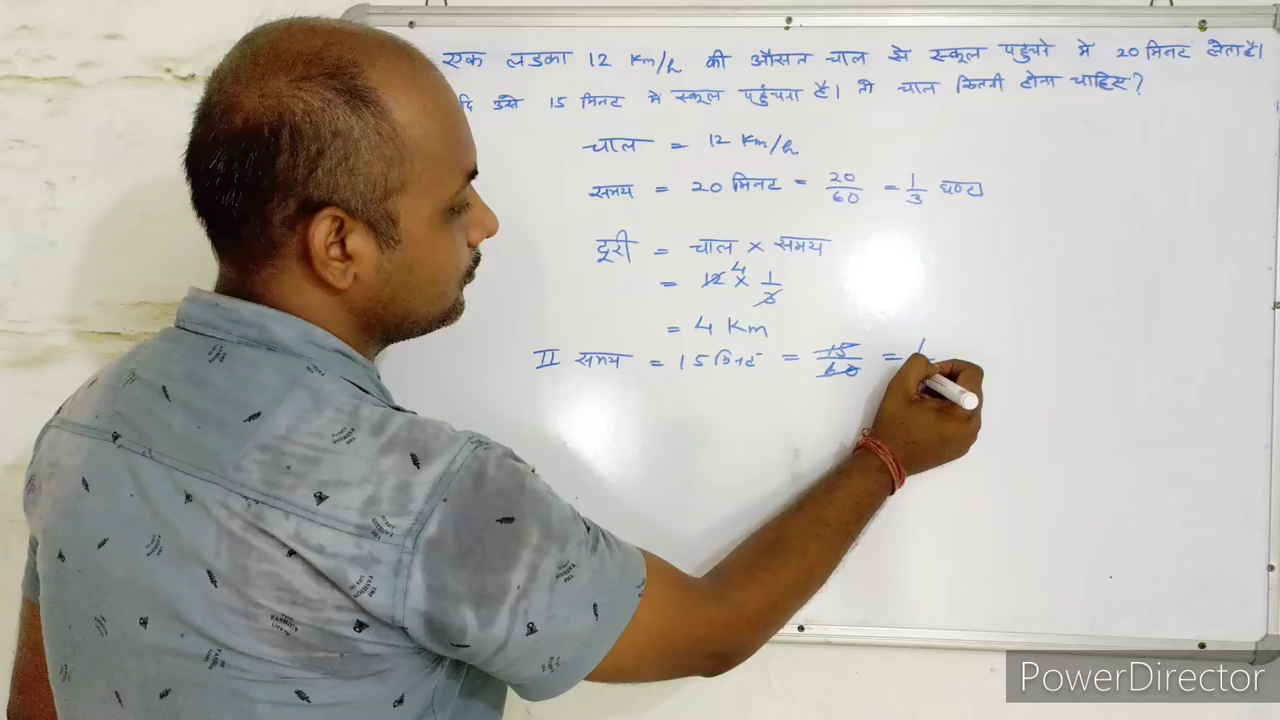 एक लडका 12 Km/h की औसत चाल से स्कूल पहुंचने में 20 मिनट लेता है।
दि उसे 15 मिनट मे स्कूल पहुंचना है। तो चाल कितनी होना चाहिए?
चाल = 12 Km/h
समय = 20 मिनट = 20/60 = 1/3 घण्टा
दूरी = चाल × समय
= 12 4 × 1/3
= 4 Km
II समय = 15 मिनट = 15/60 = 1
PowerDirector